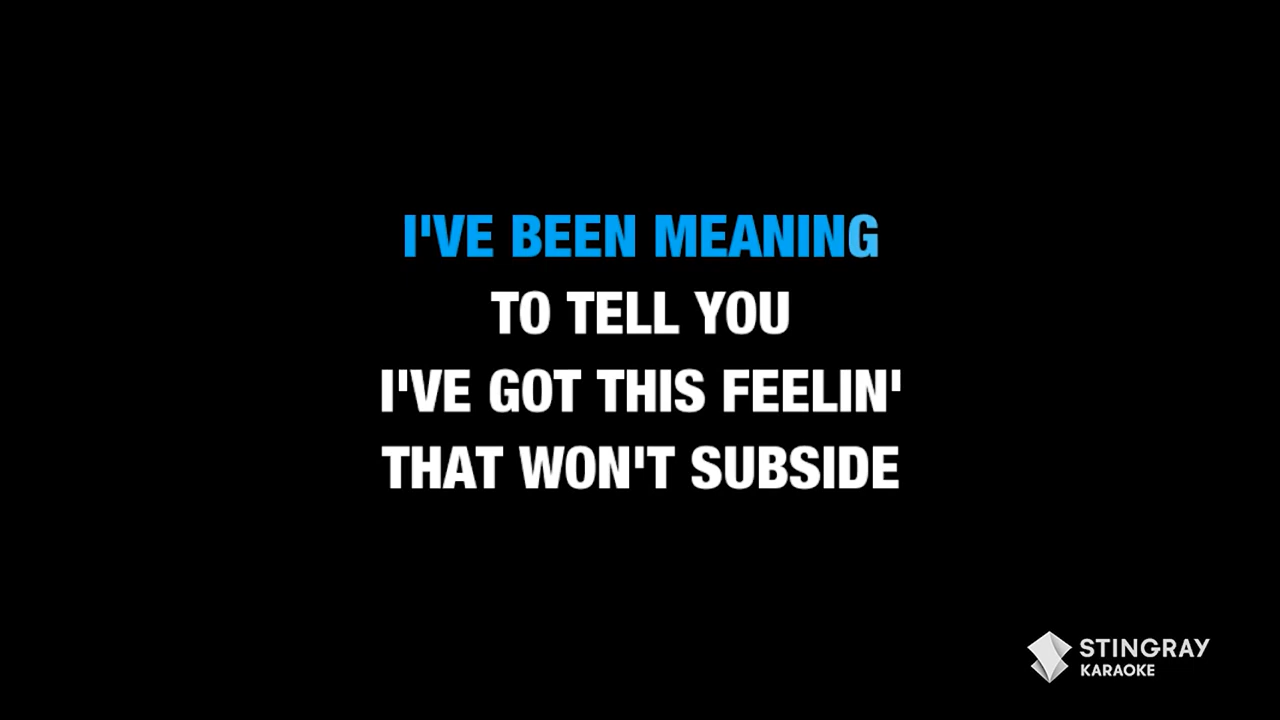 I'VE BEEN MEANING
TO TELL YOU
I'VE GOT THIS FEELIN'
THAT WON'T SUBSIDE
STINGRAY
KARAOKE